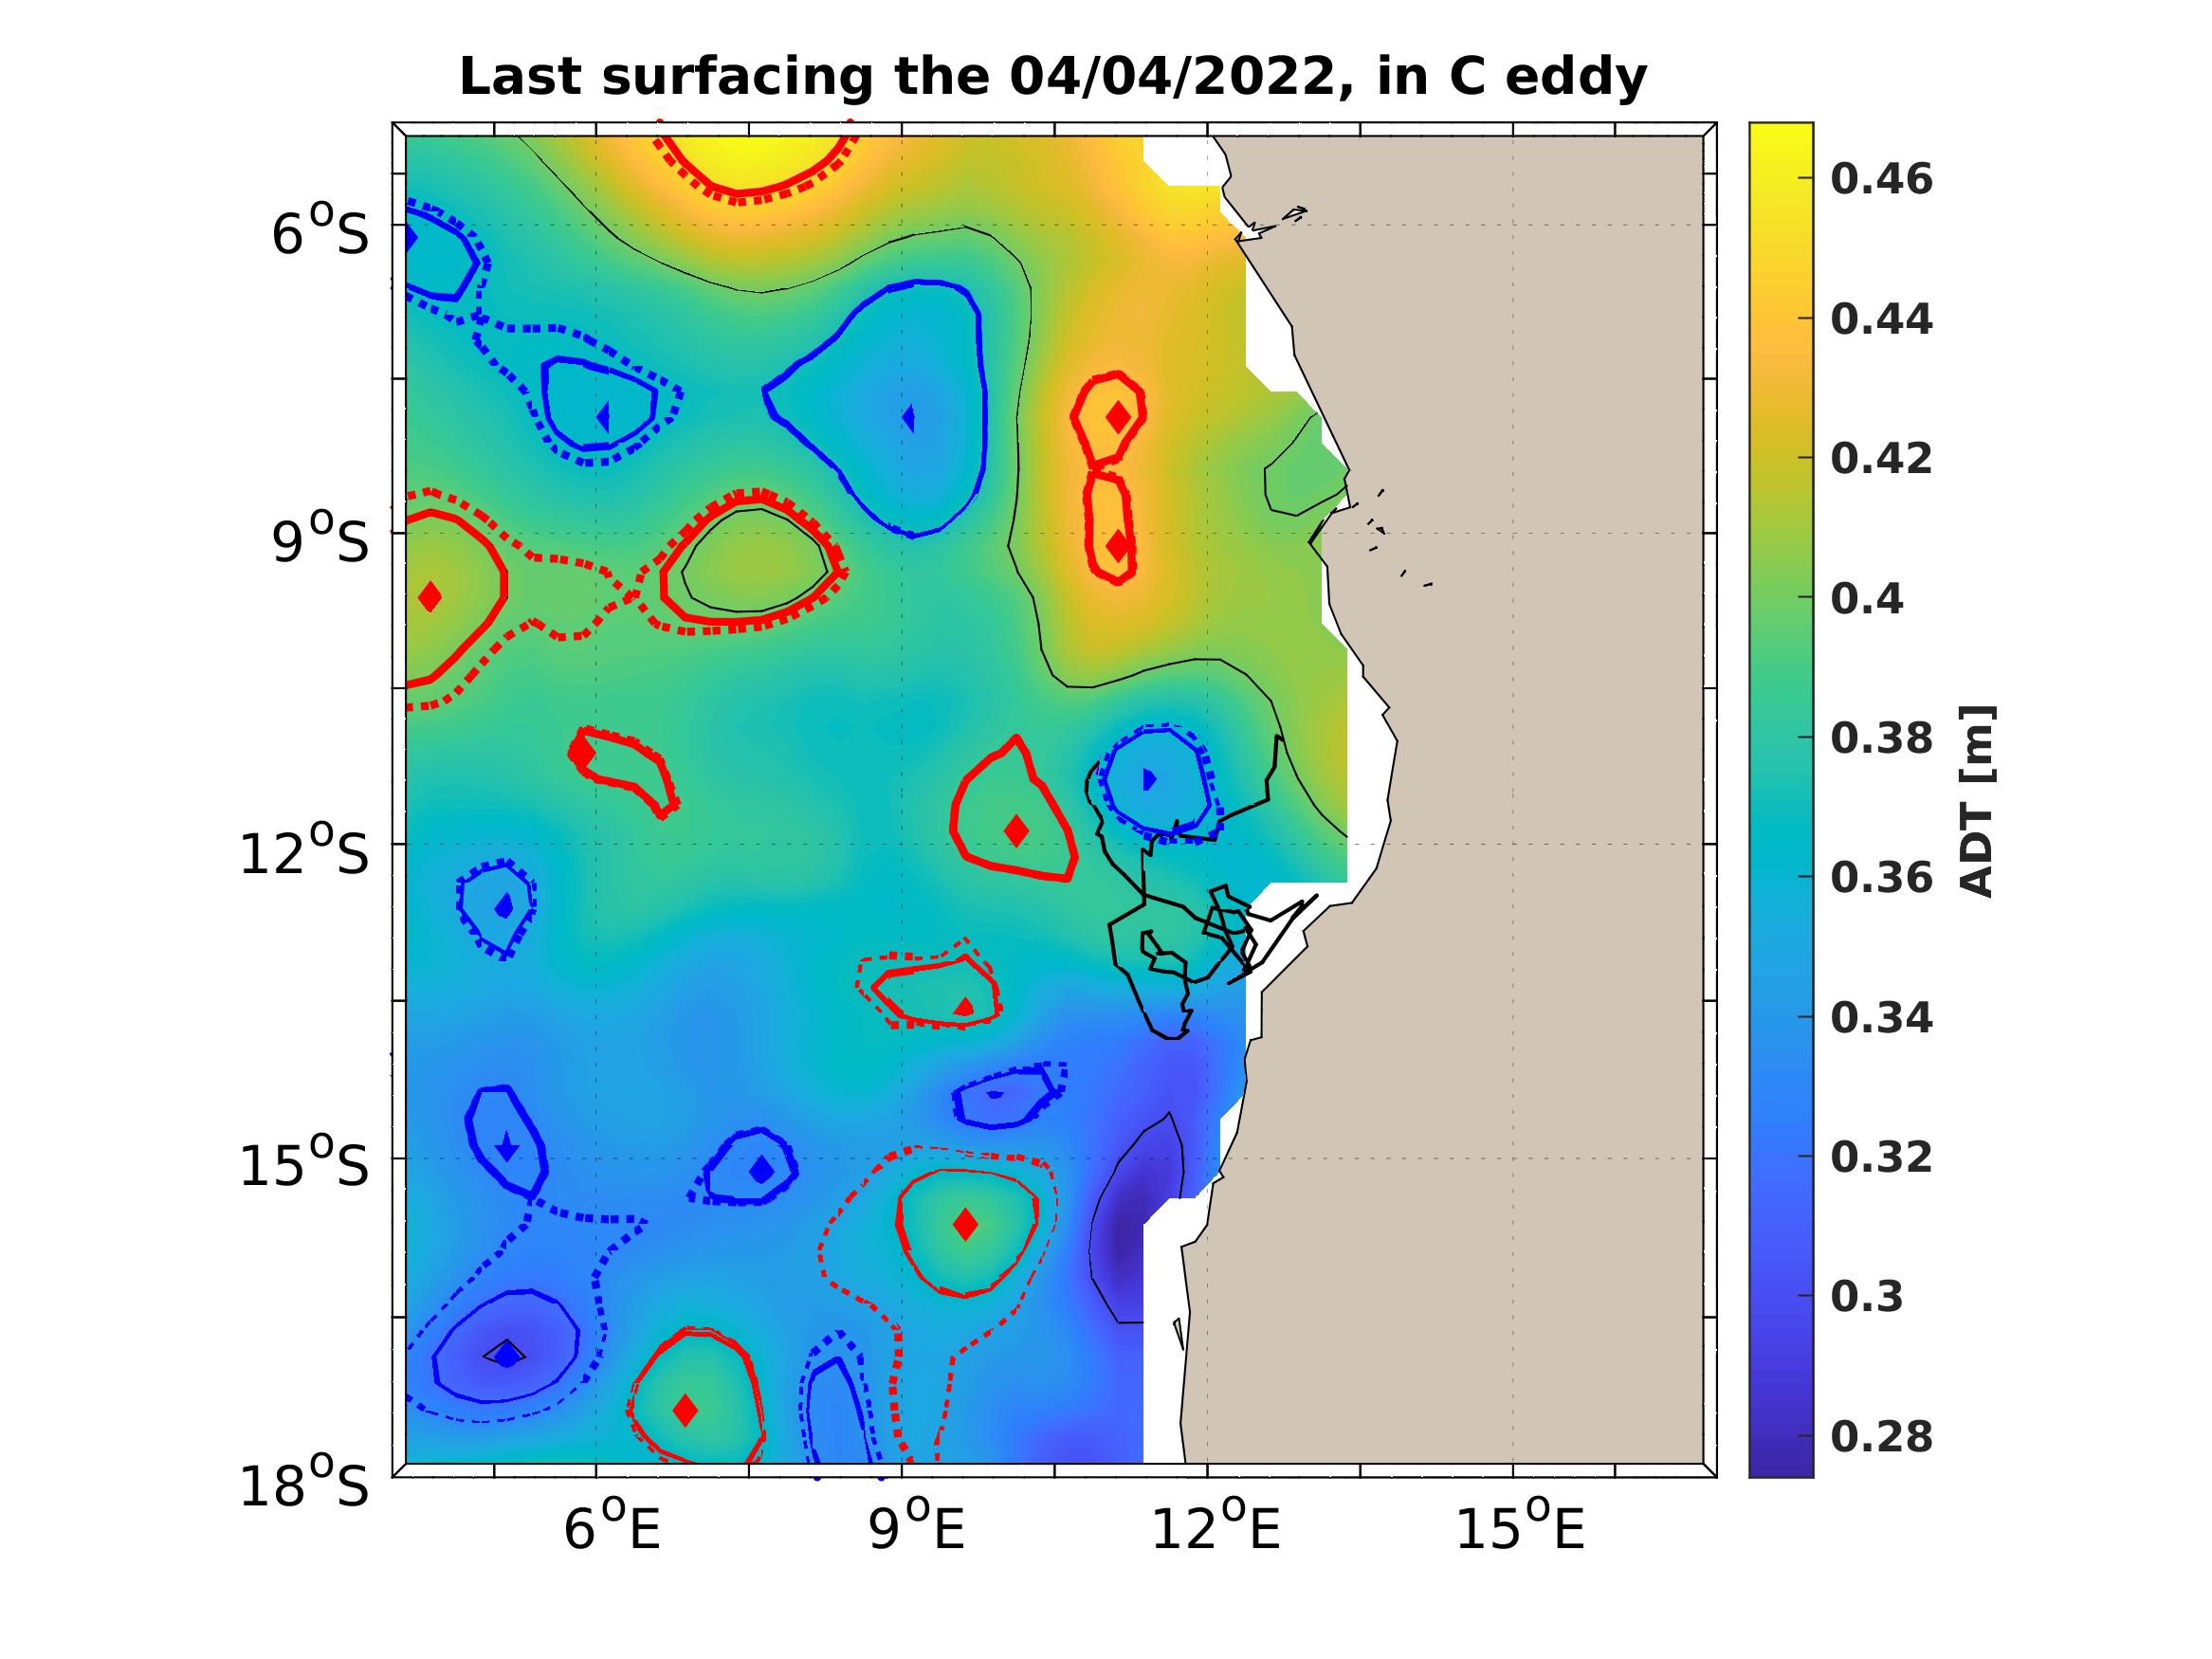 Last surfacing the 04/04/2022, in C eddy
6°S
9°S
12°S
15°S
18°S
6°E
9°E
12°E
15°E
0.46
0.44
0.42
0.4
0.38
0.36
0.34
0.32
0.3
0.28
ADT [m]